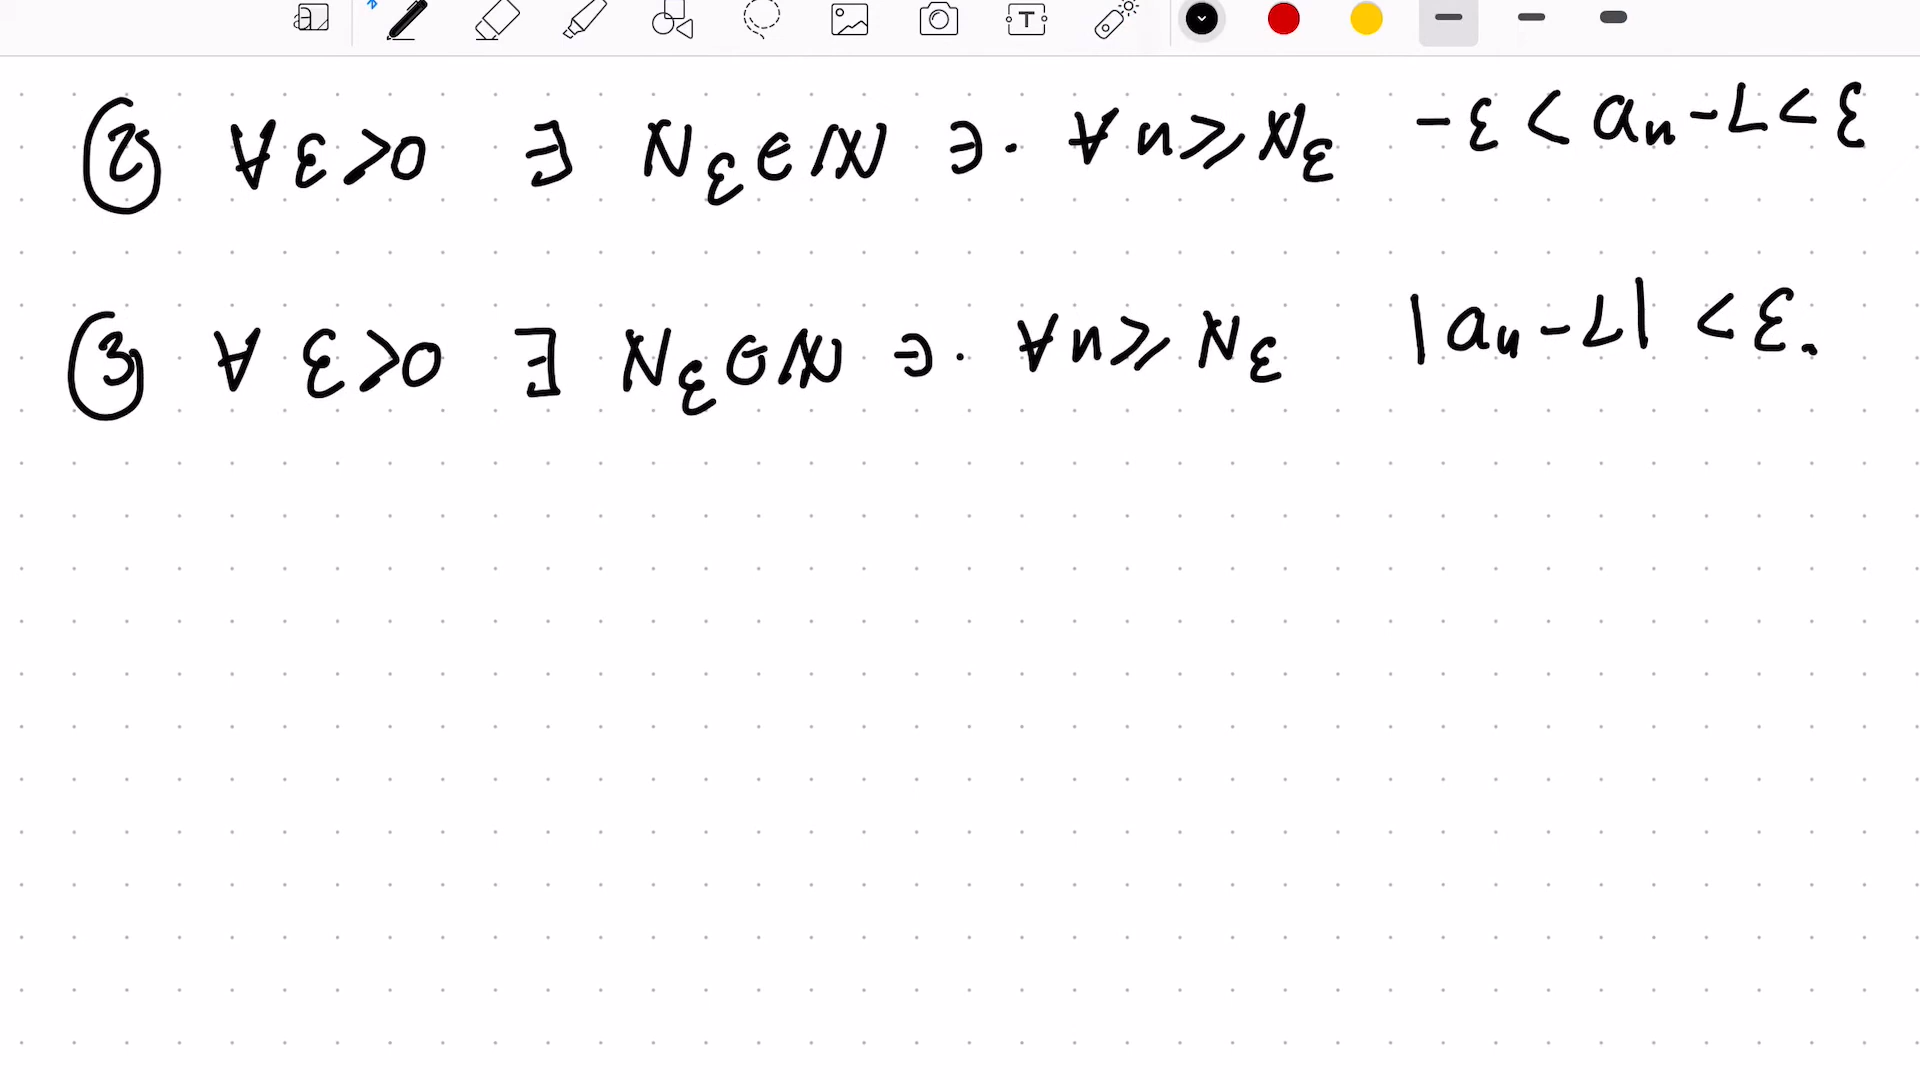 ② ∀ ε > 0 ∃ N_ε ∈ ℕ ∋· ∀ n ⩾ N_ε -ε < a_n - L < ε
③ ∀ ε > 0 ∃ N_ε ∈ ℕ ∋· ∀ n ⩾ N_ε |a_n - L| < ε.